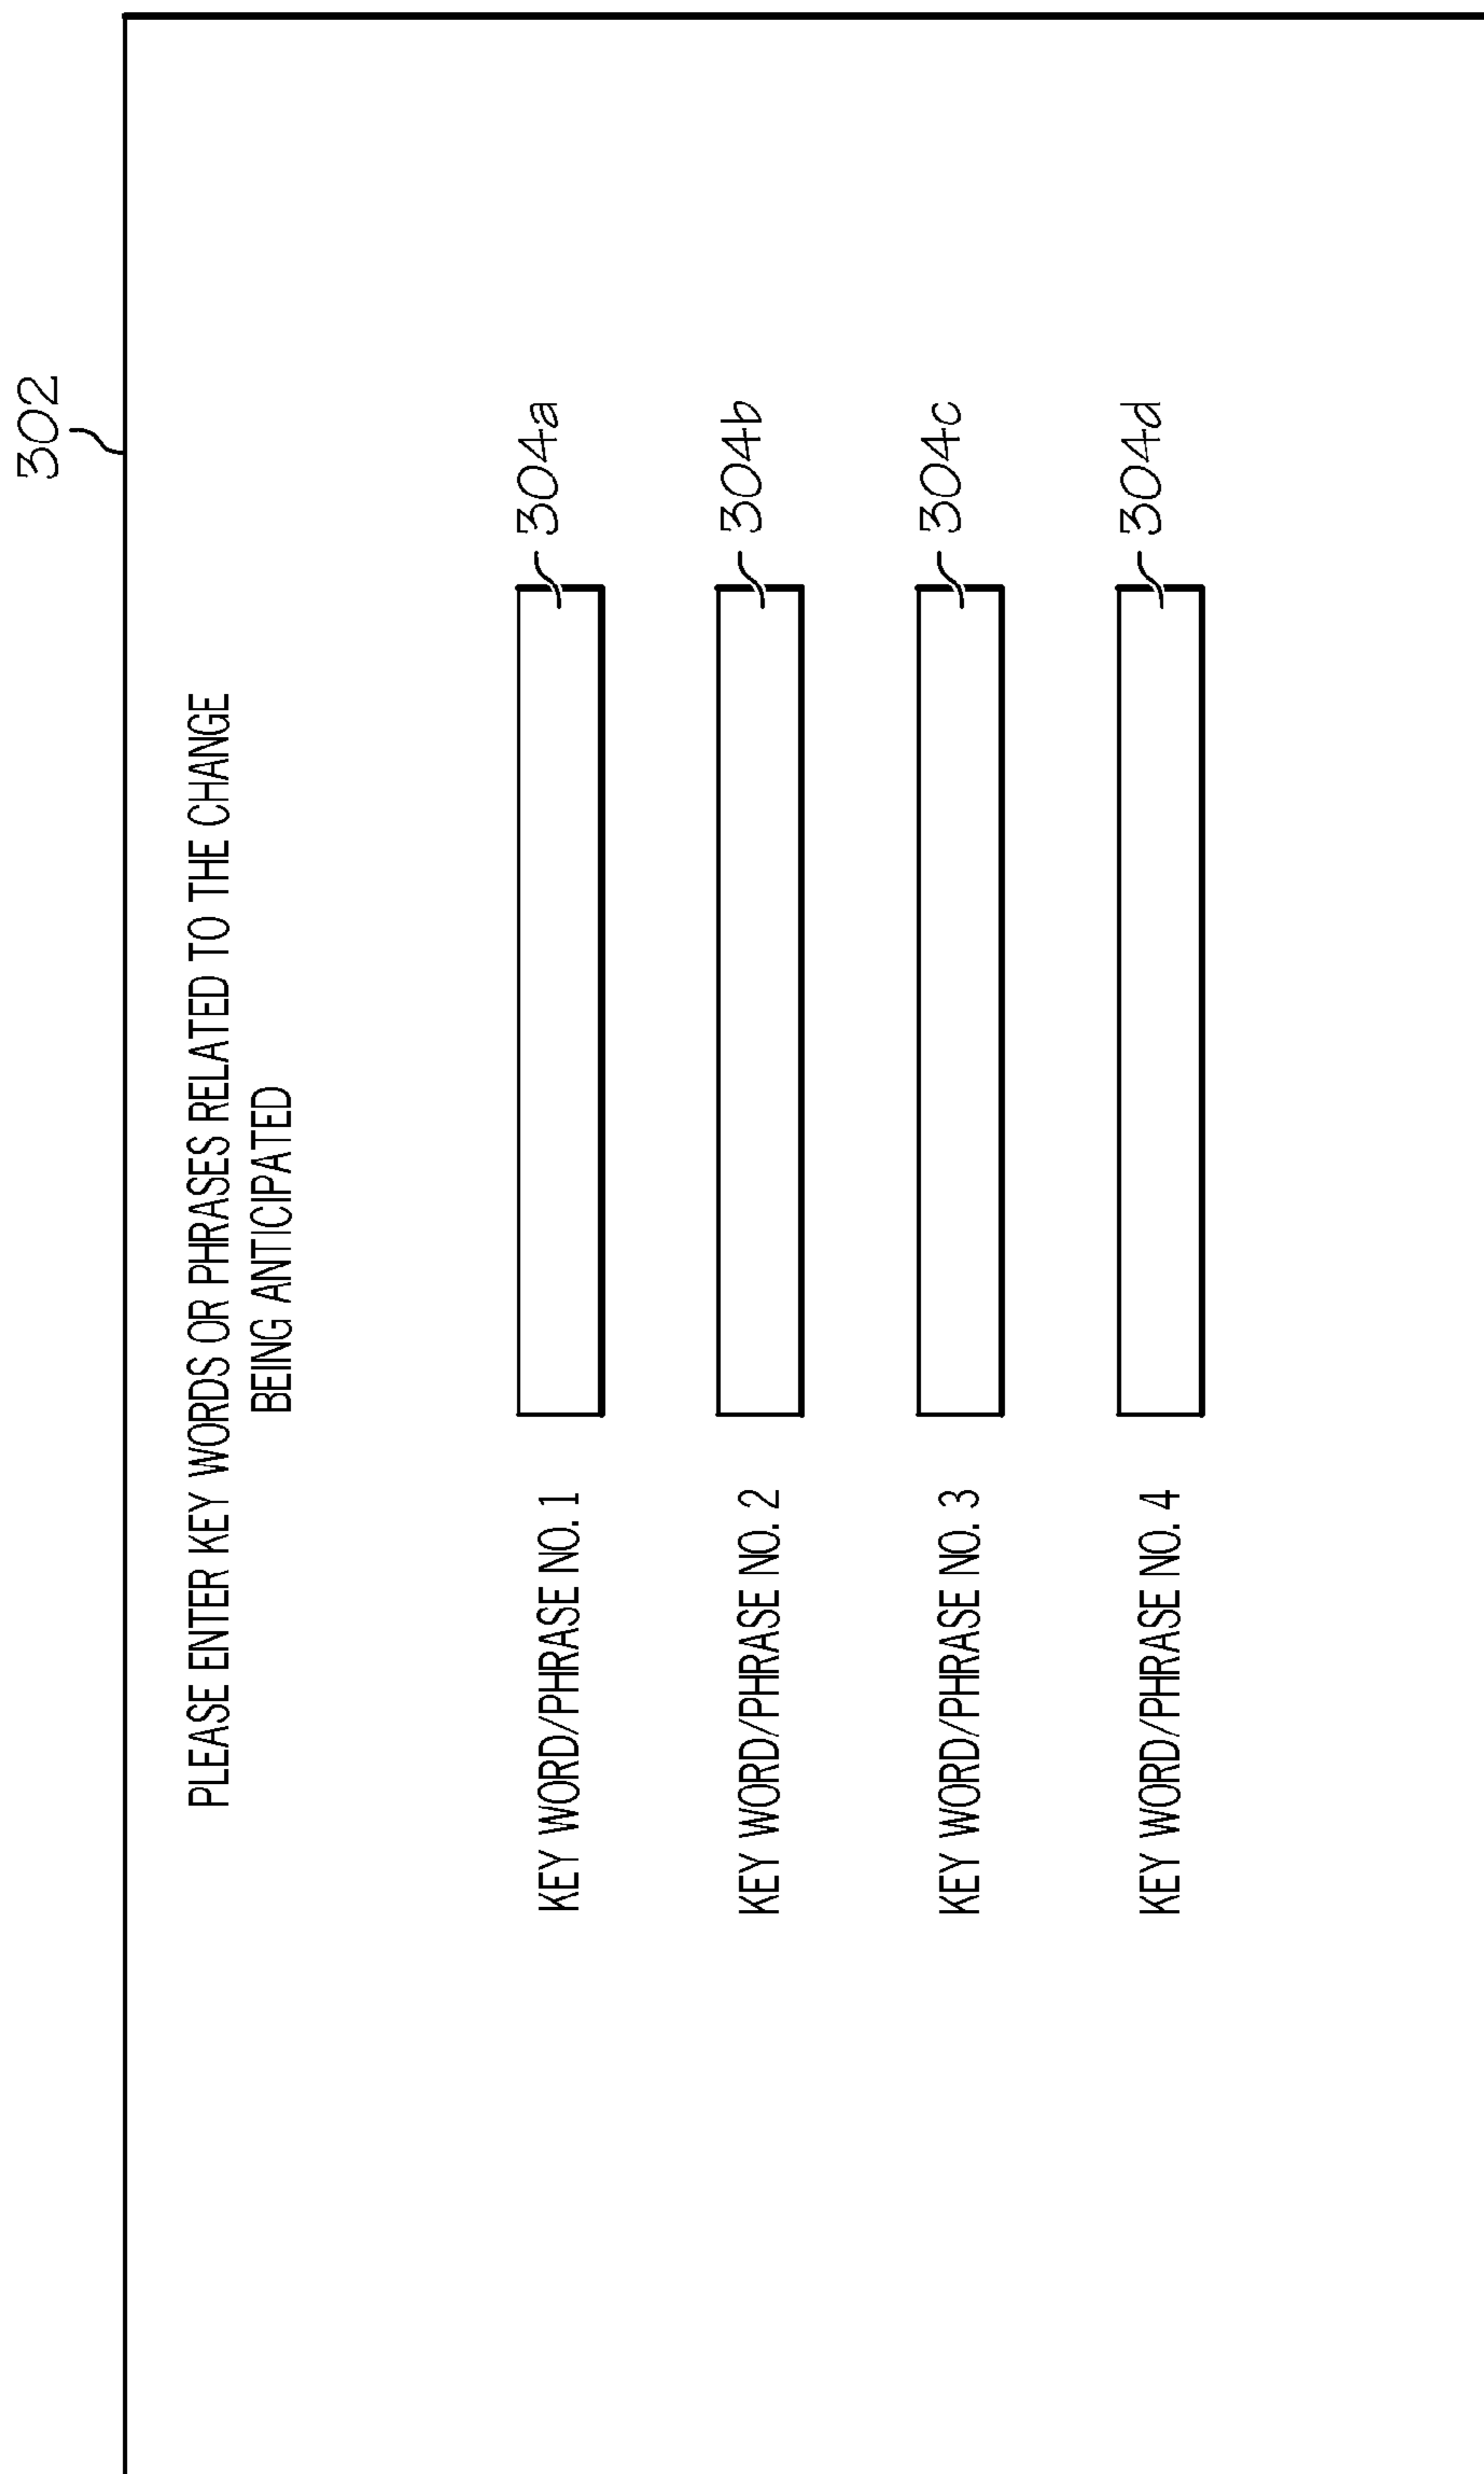 302
PLEASE ENTER KEY WORDS OR PHRASES RELATED TO THE CHANGE
BEING ANTICIPATED
KEY WORD/PHRASE NO. 1 304a
KEY WORD/PHRASE NO. 2 304b
KEY WORD/PHRASE NO. 3 304c
KEY WORD/PHRASE NO. 4 304d